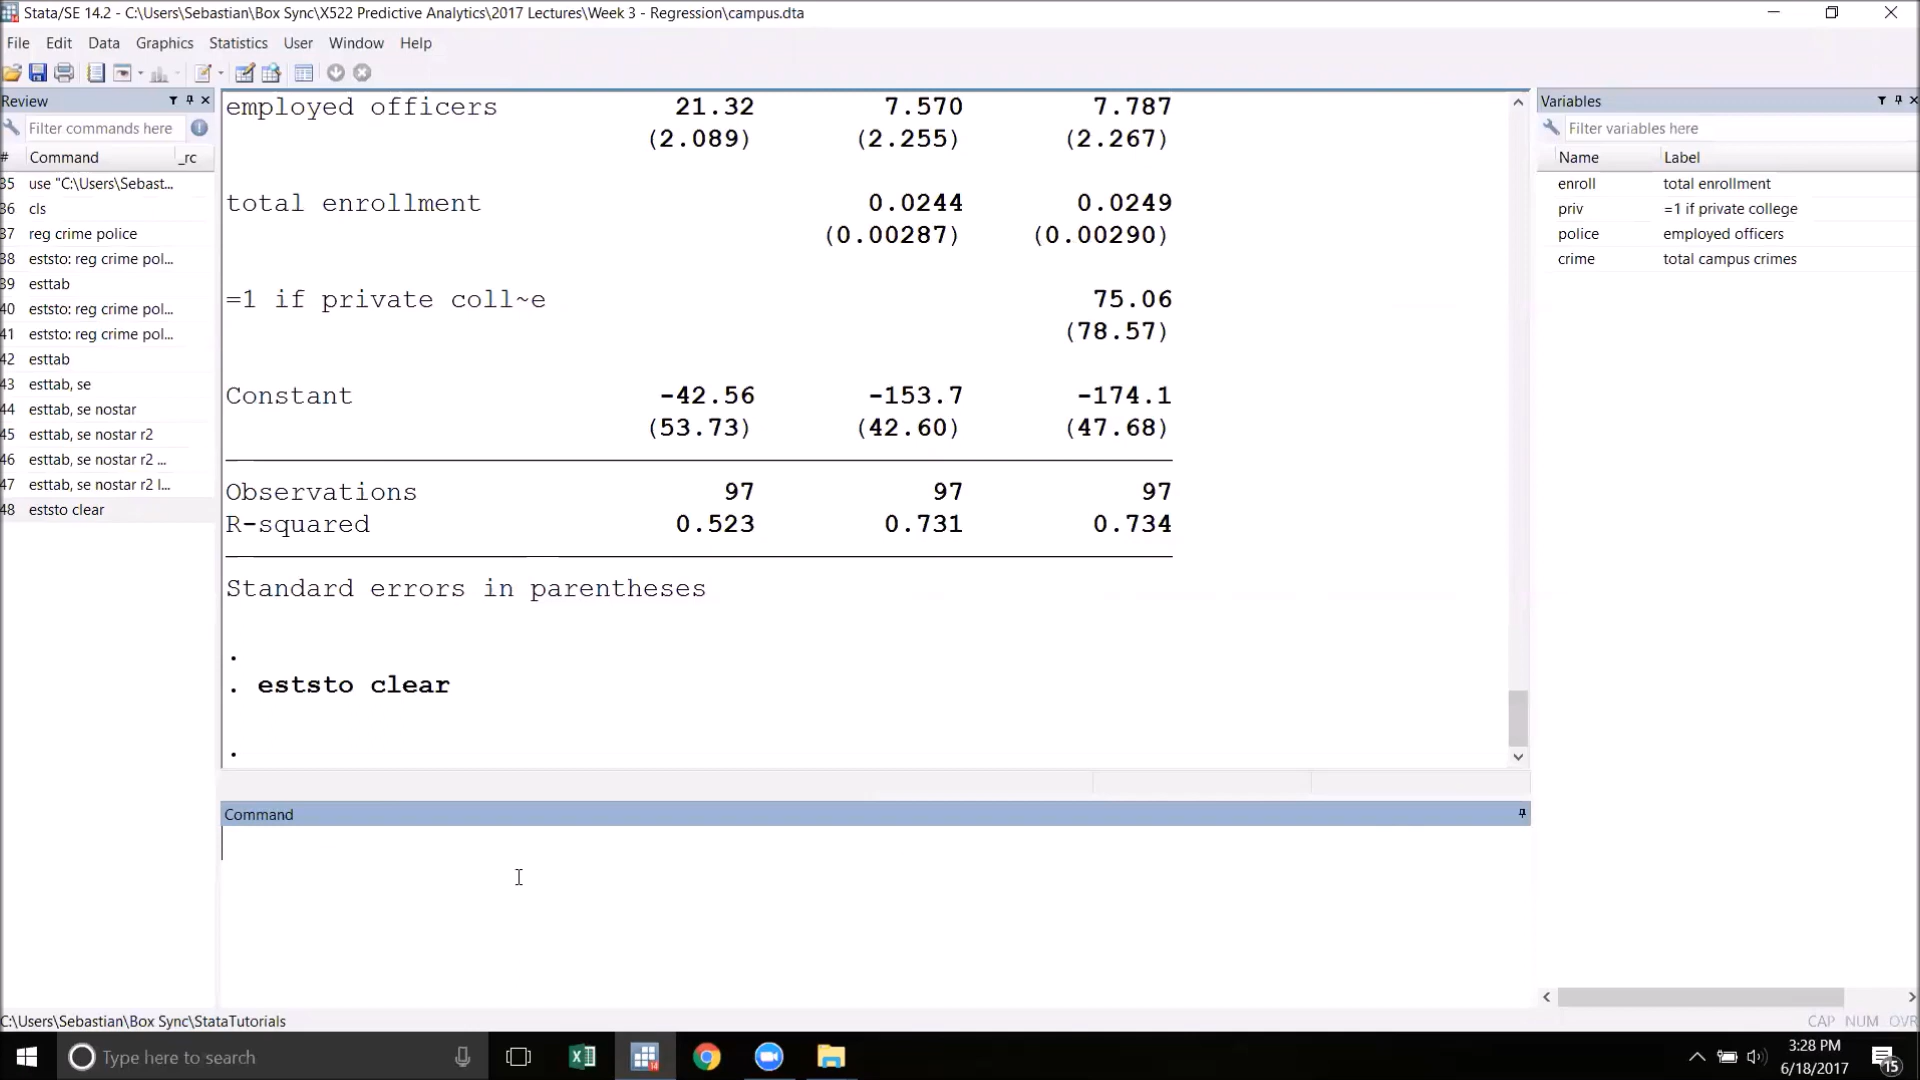 Stata/SE 14.2 - C:\Users\Sebastian\Box Sync\X522 Predictive Analytics\2017 Lectures\Week 3 - Regression\campus.dta
File Edit Data Graphics Statistics User Window Help
Review
Filter commands here
# Command _rc
35 use "C:\Users\Sebast...
36 cls
37 reg crime police
38 eststo: reg crime pol...
39 esttab
40 eststo: reg crime pol...
41 eststo: reg crime pol...
42 esttab
43 esttab, se
44 esttab, se nostar
45 esttab, se nostar r2
46 esttab, se nostar r2 ...
47 esttab, se nostar r2 l...
48 eststo clear
employed officers 21.32 7.570 7.787
(2.089) (2.255) (2.267)
total enrollment 0.0244 0.0249
(0.00287) (0.00290)
=1 if private coll~e 75.06
(78.57)
Constant -42.56 -153.7 -174.1
(53.73) (42.60) (47.68)
Observations 97 97 97
R-squared 0.523 0.731 0.734
Standard errors in parentheses
.
. eststo clear
.
Command
Variables
Filter variables here
Name Label
enroll total enrollment
priv =1 if private college
police employed officers
crime total campus crimes
C:\Users\Sebastian\Box Sync\StataTutorials
CAP NUM OVR
Type here to search
14
3:28 PM
6/18/2017
15